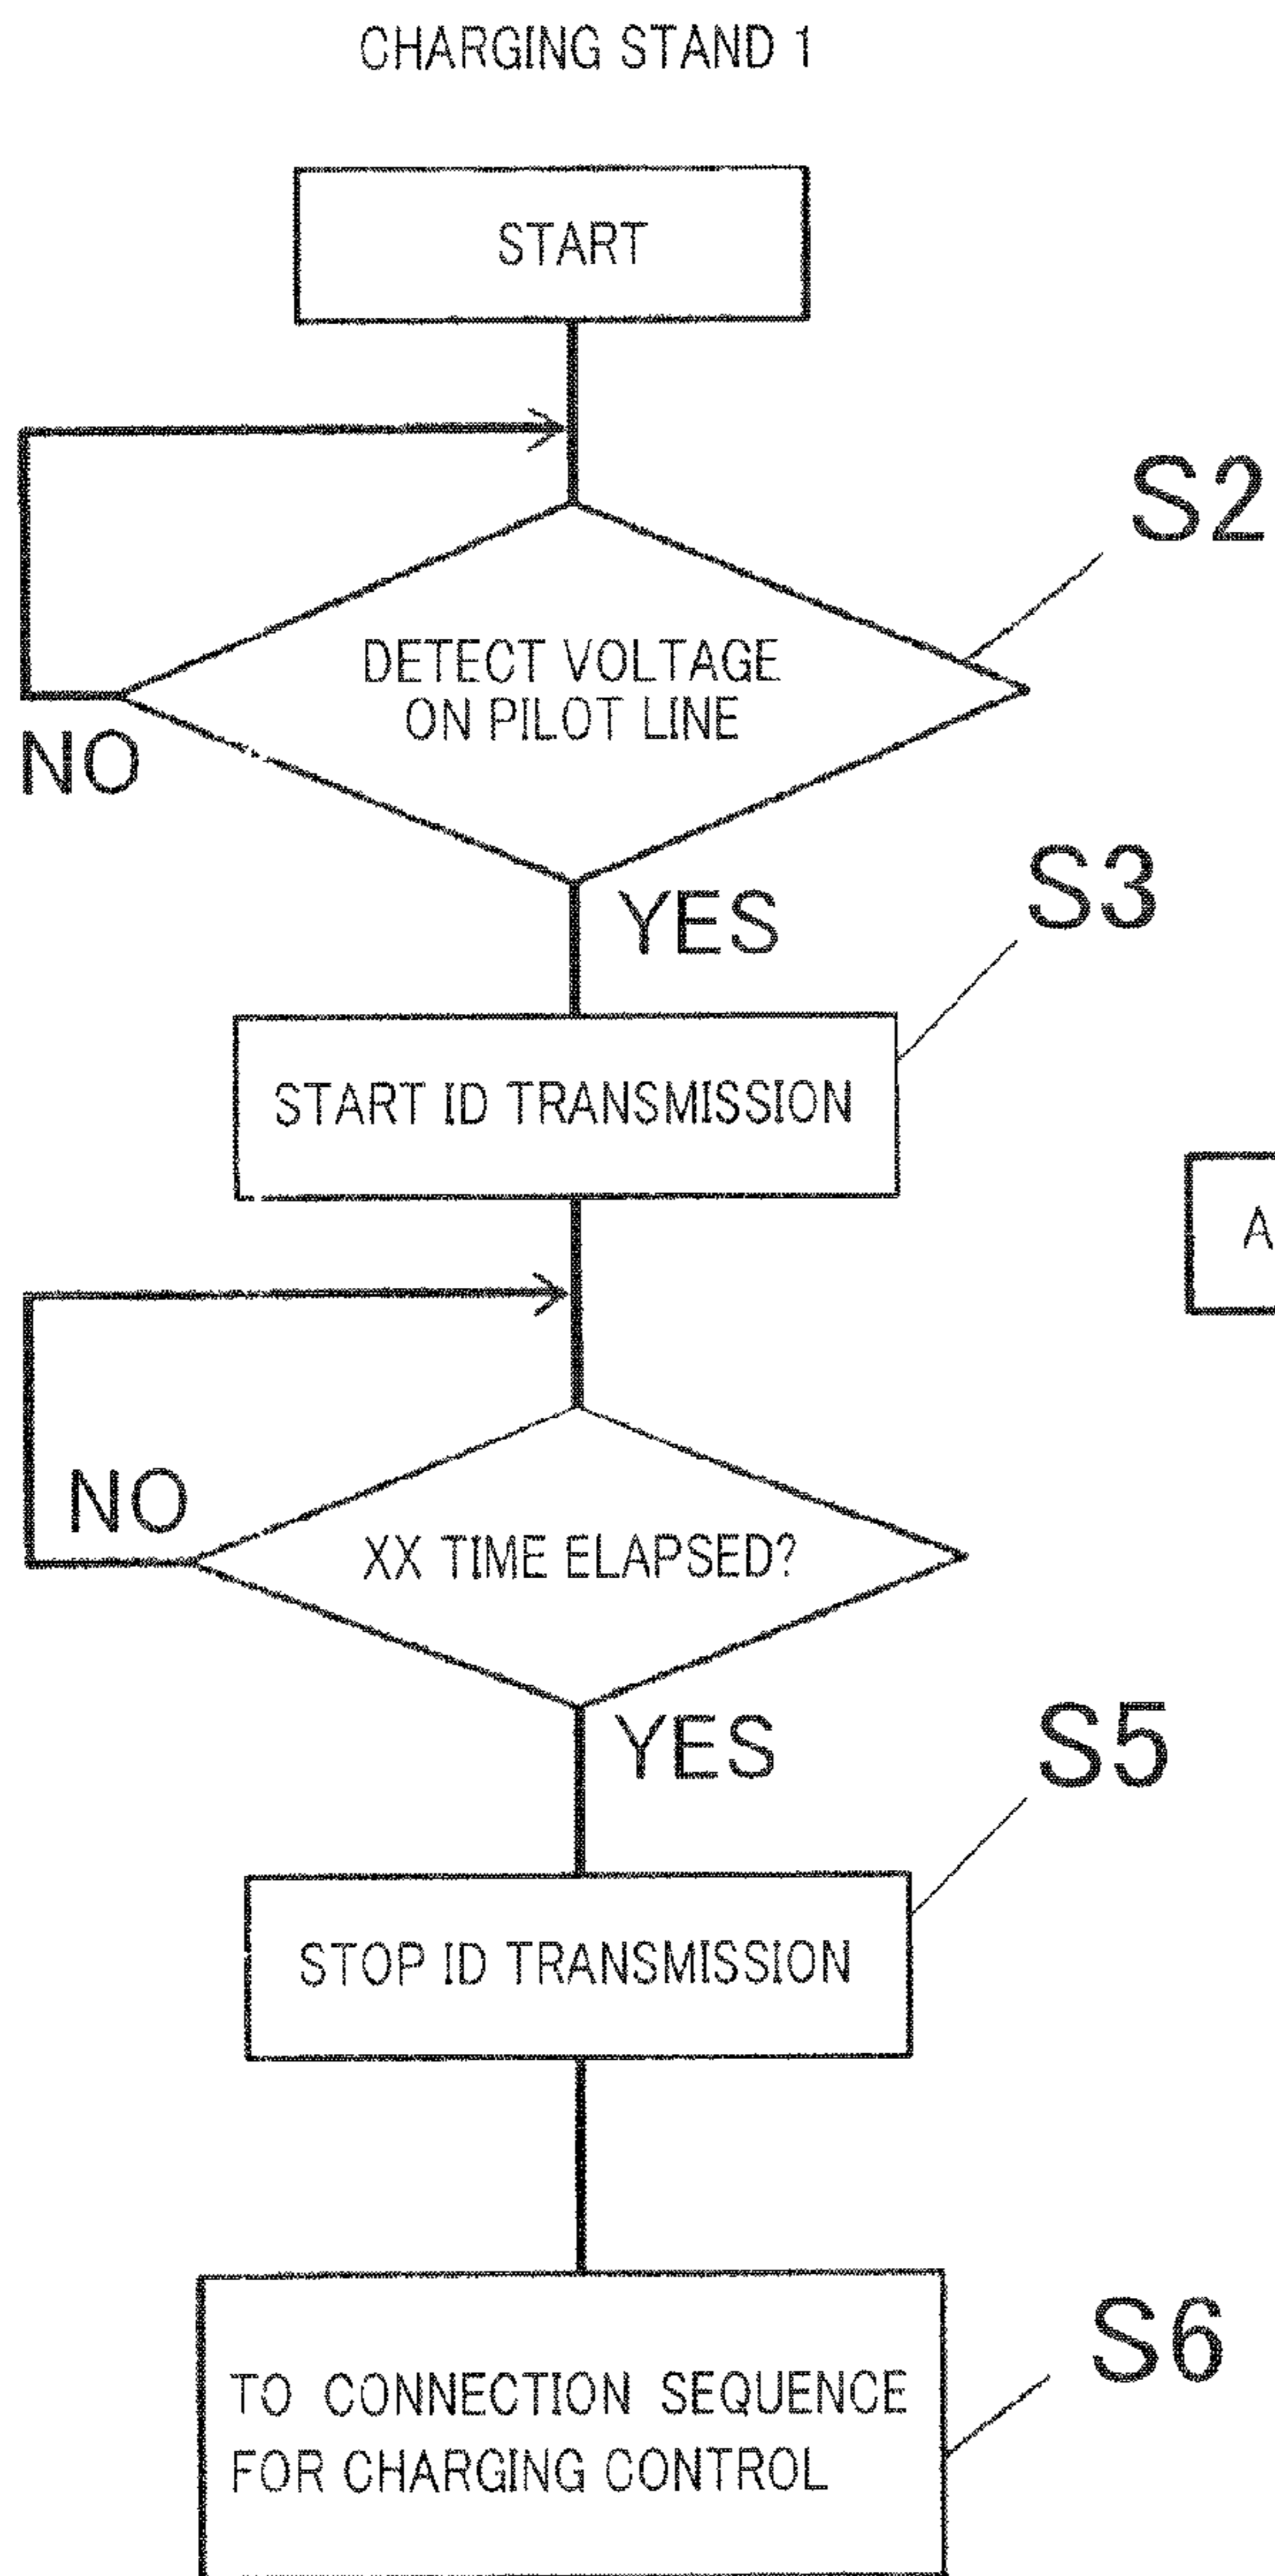 CHARGING STAND 1
START
S2
DETECT VOLTAGE
ON PILOT LINE
NO
YES
S3
START ID TRANSMISSION
A
NO
XX TIME ELAPSED?
YES
S5
STOP ID TRANSMISSION
S6
TO CONNECTION SEQUENCE
FOR CHARGING CONTROL